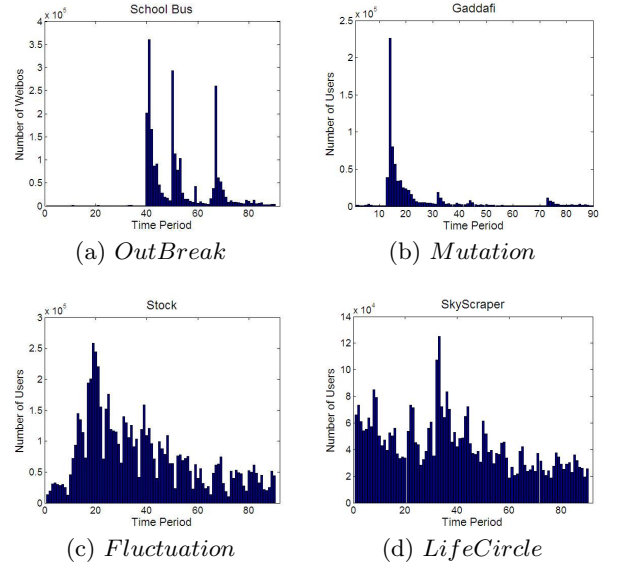 School Bus
x 10^5
4
3.5
3
2.5
2
1.5
1
0.5
0
Number of Weibos
0 20 40 60 80
Time Period
(a) OutBreak
Gaddafi
x 10^5
2.5
2
1.5
1
0.5
0
Number of Users
10 20 30 40 50 60 70 80 90
Time Period
(b) Mutation
Stock
x 10^5
3
2.5
2
1.5
1
0.5
0
Number of Users
0 20 40 60 80
Time Period
(c) Fluctuation
SkyScraper
x 10^4
14
12
10
8
6
4
2
0
Number of Users
0 20 40 60 80
Time Period
(d) LifeCircle